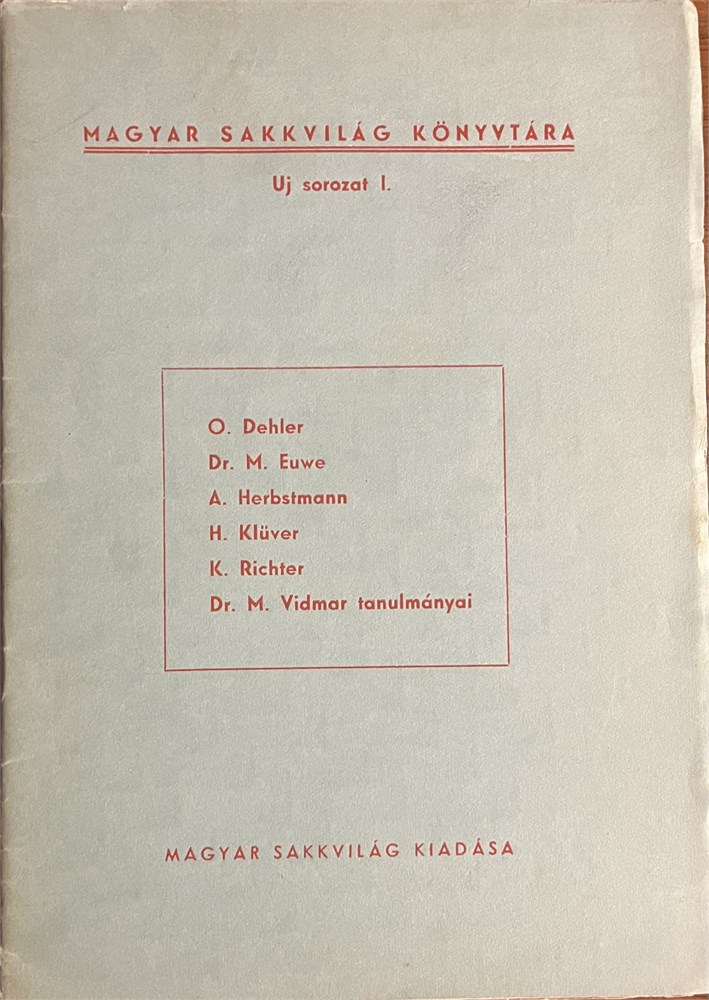 MAGYAR SAKKVILÁG KÖNYVTÁRA
Uj sorozat I.
O. Dehler
Dr. M. Euwe
A. Herbstmann
H. Klüver
K. Richter
Dr. M. Vidmar tanulmányai
MAGYAR SAKKVILÁG KIADÁSA